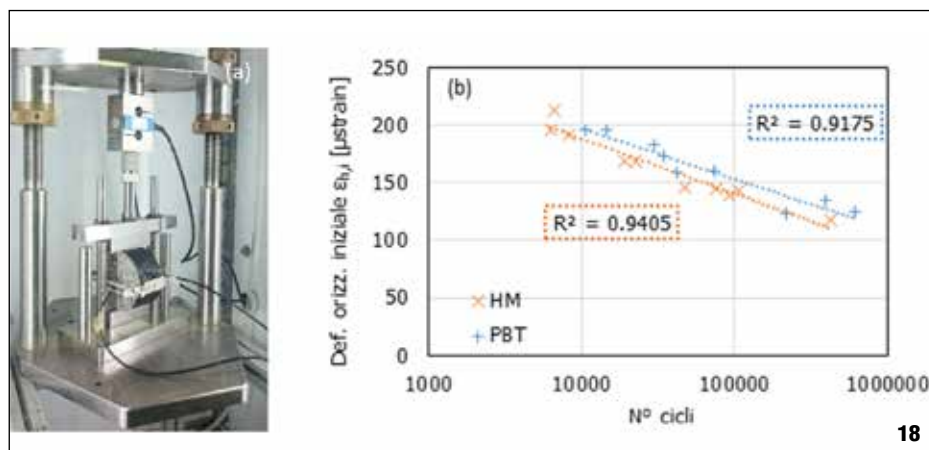 (a)
(b)
Def. orizz. iniziale εh,i [µstrain]
250
200
150
100
50
0
R² = 0.9175
R² = 0.9405
HM
PBT
1000
10000
100000
1000000
N° cicli
18